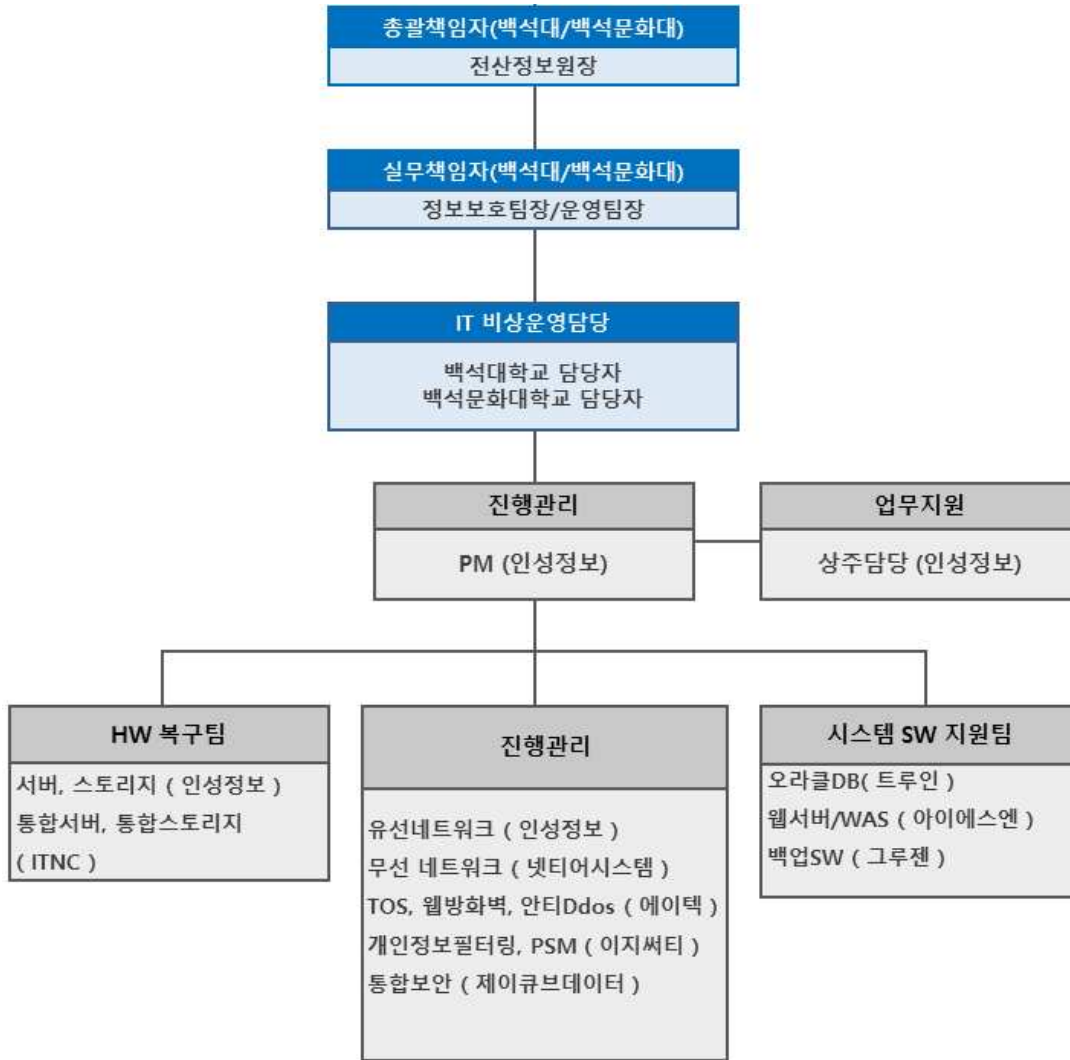 총괄책임자(백석대/백석문화대)
전산정보원장
실무책임자(백석대/백석문화대)
정보보호팀장/운영팀장
IT 비상운영담당
백석대학교 담당자
백석문화대학교 담당자
진행관리
PM (인성정보)
업무지원
상주담당 (인성정보)
HW 복구팀
서버, 스토리지 ( 인성정보 )
통합서버, 통합스토리지
( ITNC )
진행관리
유선네트워크 ( 인성정보 )
무선 네트워크 ( 넷티어시스템 )
TOS, 웹방화벽, 안티Ddos ( 에이텍 )
개인정보필터링, PSM ( 이지써티 )
통합보안 ( 제이큐브데이터 )
시스템 SW 지원팀
오라클DB( 트루인 )
웹서버/WAS ( 아이에스엔 )
백업SW ( 그루젠 )